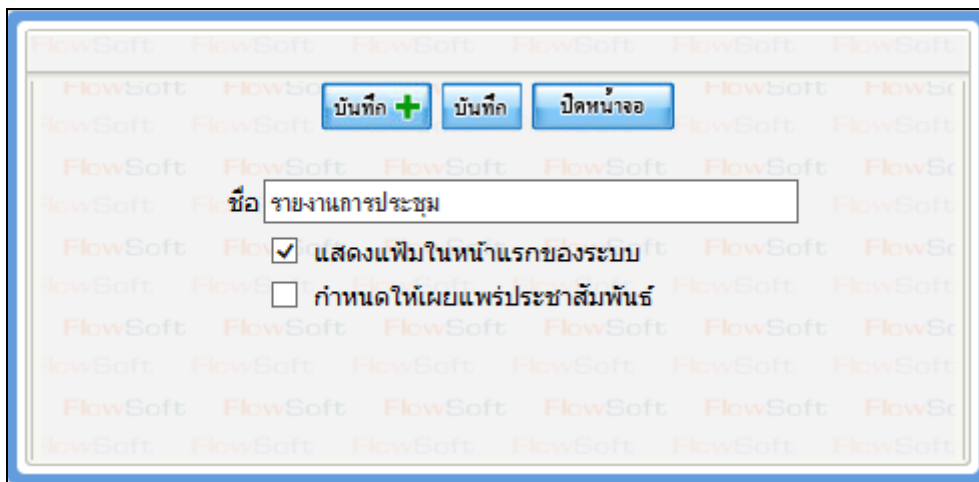 บันทึก บันทึก ปิดหน้าจอ
ชื่อ รายงานการประชุม
แสดงแฟ้มในหน้าแรกของระบบ
กำหนดให้เผยแพร่ประชาสัมพันธ์
FlowSoft